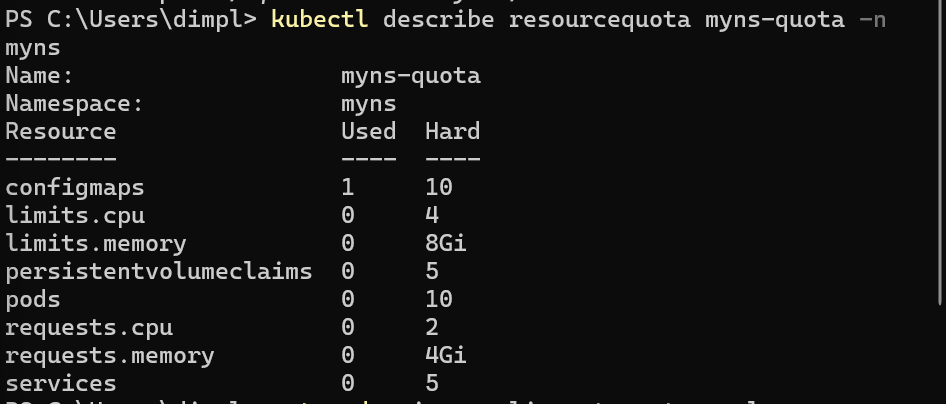 PS C:\Users\dimpl> kubectl describe resourcequota myns-quota -n
myns
Name:                   myns-quota
Namespace:              myns
Resource                Used  Hard
--------                ----  ----
configmaps              1     10
limits.cpu              0     4
limits.memory           0     8Gi
persistentvolumeclaims  0     5
pods                    0     10
requests.cpu            0     2
requests.memory         0     4Gi
services                0     5